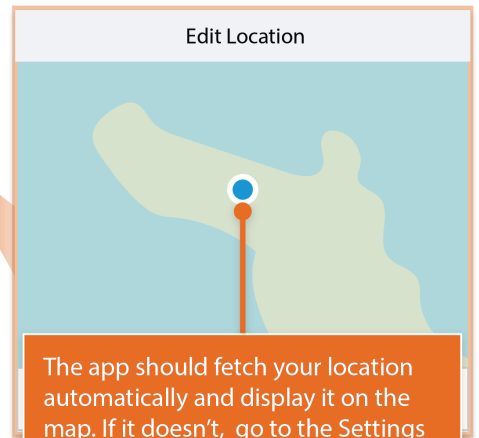 Edit Location
The app should fetch your location
automatically and display it on the
map. If it doesn't, go to the Settings